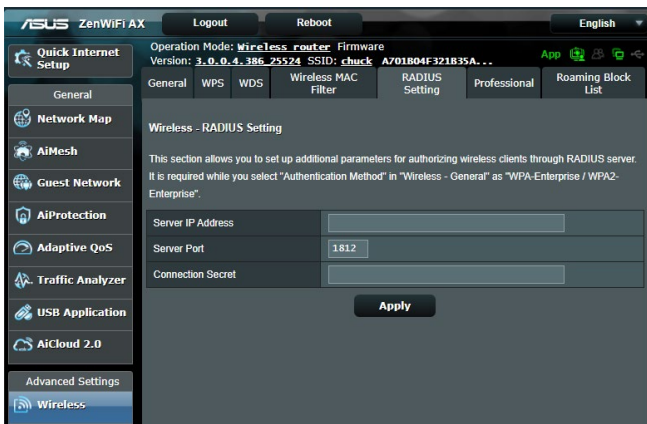 ASUS ZenWiFi AX Logout Reboot English
Quick Internet Setup
General
Network Map
AiMesh
Guest Network
AiProtection
Adaptive QoS
Traffic Analyzer
USB Application
AiCloud 2.0
Advanced Settings
Wireless
Operation Mode: Wireless router Firmware
Version: 3.0.0.4.386_25524 SSID: chuck A701B04F321B35A...
App
General WPS WDS Wireless MAC Filter RADIUS Setting Professional Roaming Block List
Wireless - RADIUS Setting
This section allows you to set up additional parameters for authorizing wireless clients through RADIUS server.
It is required while you select "Authentication Method" in "Wireless - General" as "WPA-Enterprise / WPA2-
Enterprise".
Server IP Address
Server Port 1812
Connection Secret
Apply